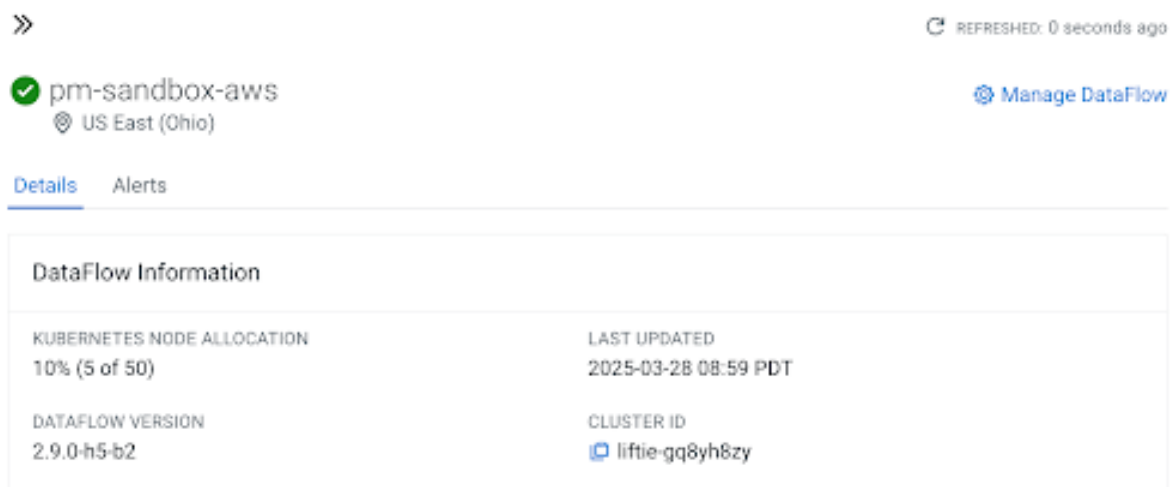 REFRESHED: 0 seconds ago
pm-sandbox-aws
Manage DataFlow
US East (Ohio)
Details Alerts
DataFlow Information
KUBERNETES NODE ALLOCATION
10% (5 of 50)
LAST UPDATED
2025-03-28 08:59 PDT
DATAFLOW VERSION
2.9.0-h5-b2
CLUSTER ID
liftie-gq8yh8zy